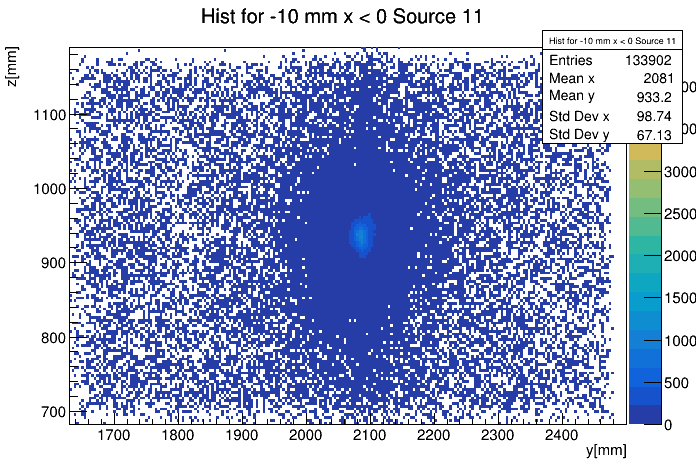 Hist for -10 mm x < 0 Source 11
Hist for -10 mm x < 0 Source 11
Entries 133902
Mean x 2081
Mean y 933.2
Std Dev x 98.74
Std Dev y 67.13
z[mm]
1100
1000
900
800
700
1700 1800 1900 2000 2100 2200 2300 2400
y[mm]
3000
2500
2000
1500
1000
500
0